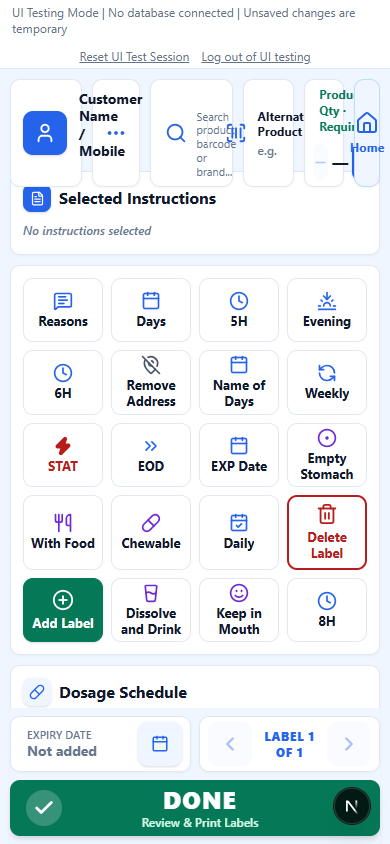 UI Testing Mode | No database connected | Unsaved changes are
temporary
Reset UI Test Session Log out of UI testing
Customer
Name
/
Mobile
Search
product,
barcode
or
brand...
Product
e.g.
Qty ·
Home
Selected Instructions
No instructions selected
Reasons
Days
5H
Evening
6H
Remove
Address
Name of
Days
Weekly
STAT
EOD
EXP Date
Empty
Stomach
With Food
Chewable
Daily
Delete
Label
Add Label
Dissolve
and Drink
Keep in
Mouth
8H
Dosage Schedule
EXPIRY DATE
Not added
LABEL 1
OF 1
DONE
Review & Print Labels
N